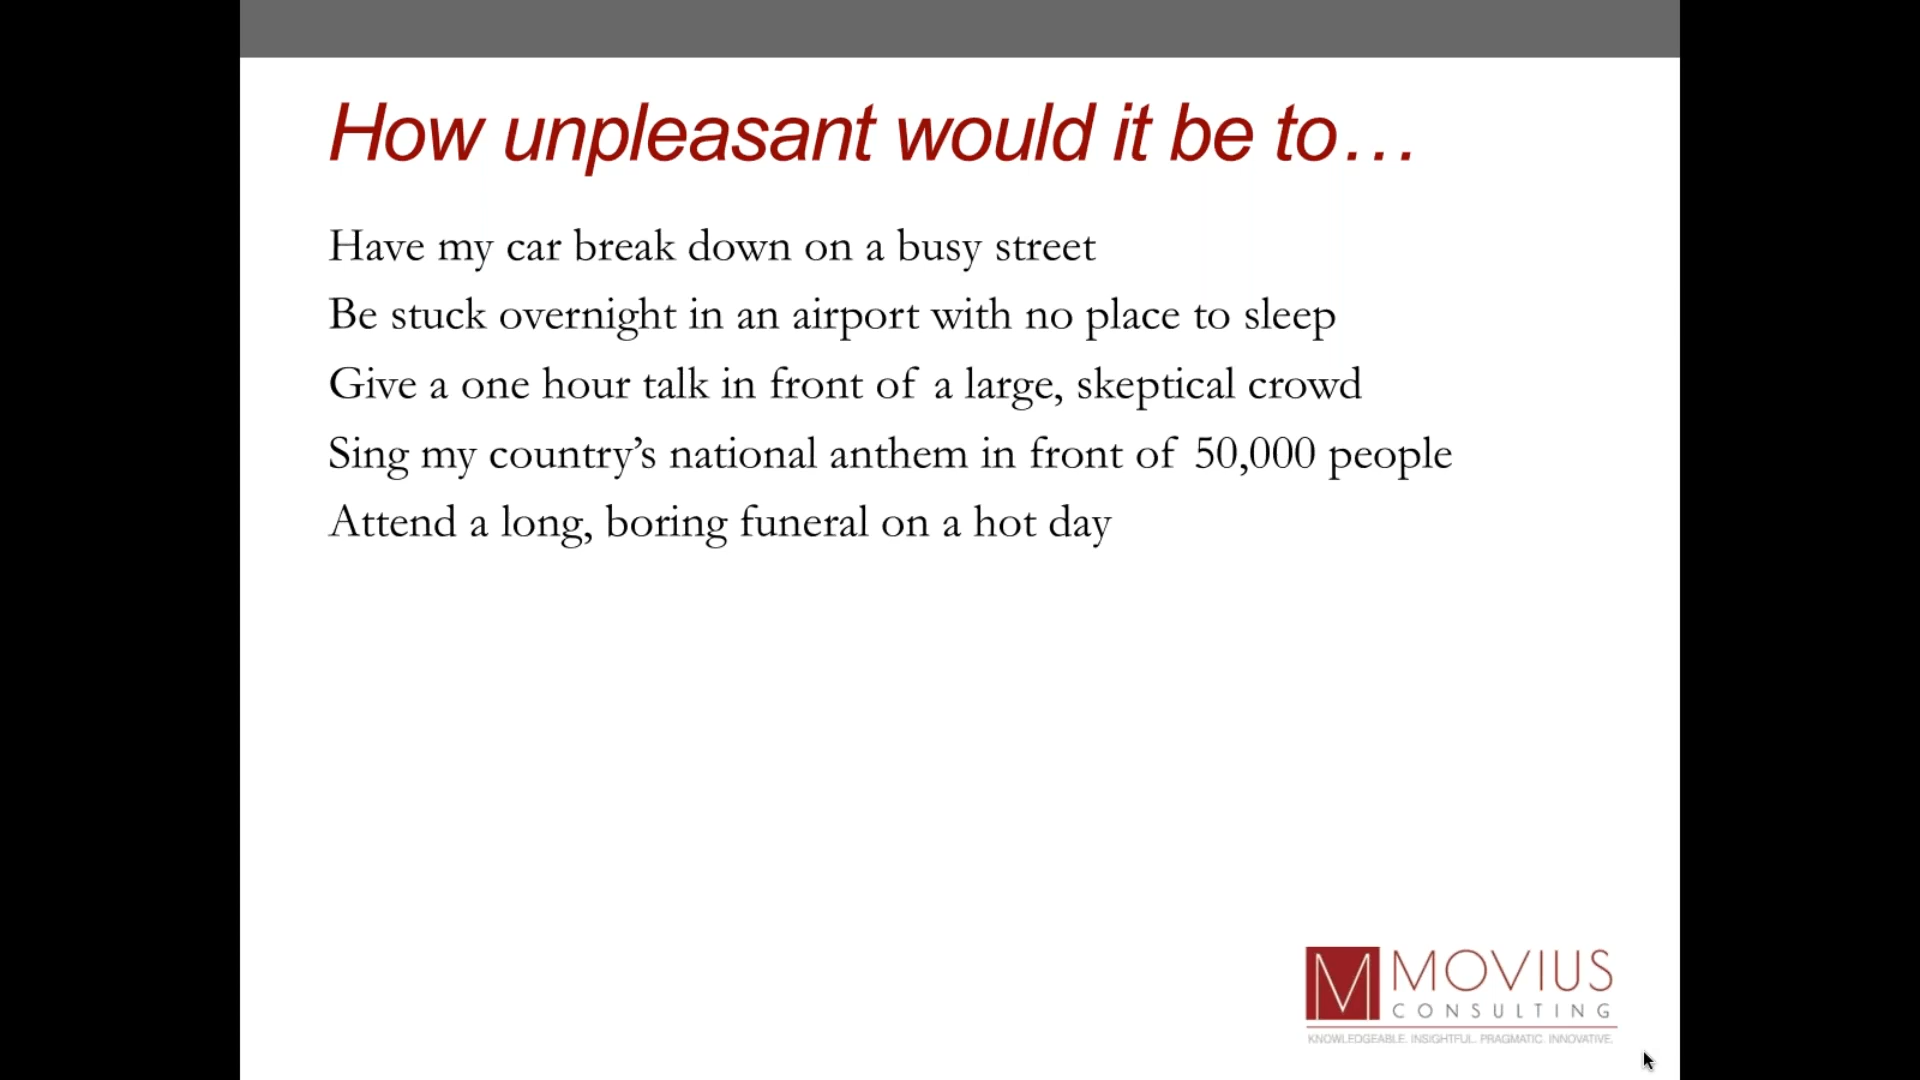 How unpleasant would it be to…
Have my car break down on a busy street
Be stuck overnight in an airport with no place to sleep
Give a one hour talk in front of a large, skeptical crowd
Sing my country’s national anthem in front of 50,000 people
Attend a long, boring funeral on a hot day
M MOVIUS
CONSULTING
KNOWLEDGEABLE. INSIGHTFUL. PRAGMATIC. INNOVATIVE.